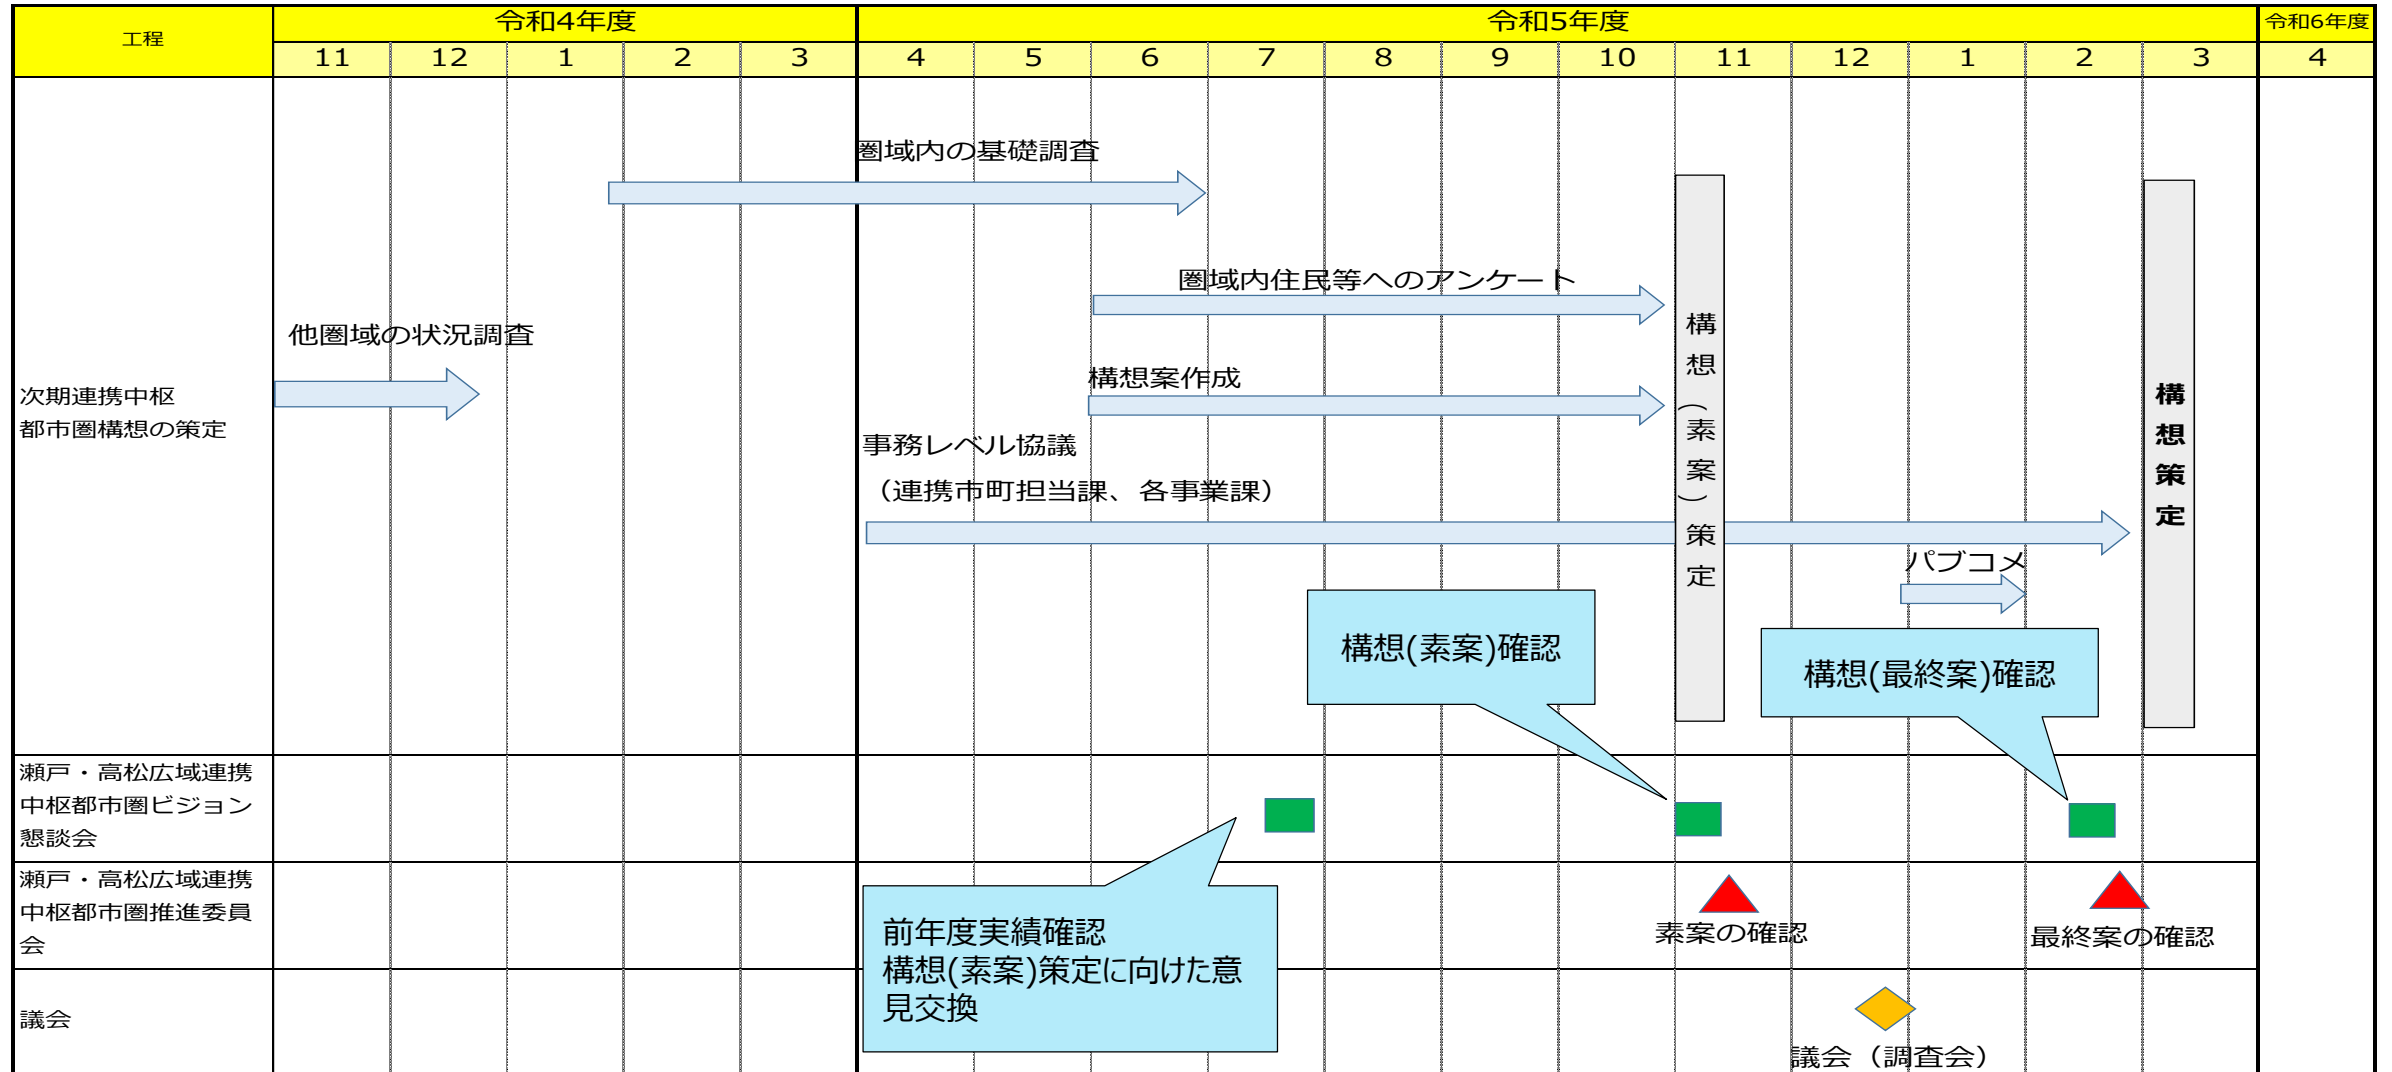 工程
令和4年度
令和5年度
令和6年度
11 12 1 2 3 4 5 6 7 8 9 10 11 12 1 2 3 4
次期連携中枢
都市圏構想の策定
圏域内の基礎調査
圏域内住民等へのアンケート
他圏域の状況調査
構想案作成
事務レベル協議
（連携市町担当課、各事業課）
構想（素案）策定
パブコメ
構想策定
構想(素案)確認
構想(最終案)確認
瀬戸・高松広域連携
中枢都市圏ビジョン
懇談会
瀬戸・高松広域連携
中枢都市圏推進委員
会
前年度実績確認
構想(素案)策定に向けた意
見交換
素案の確認
最終案の確認
議会
議会（調査会）